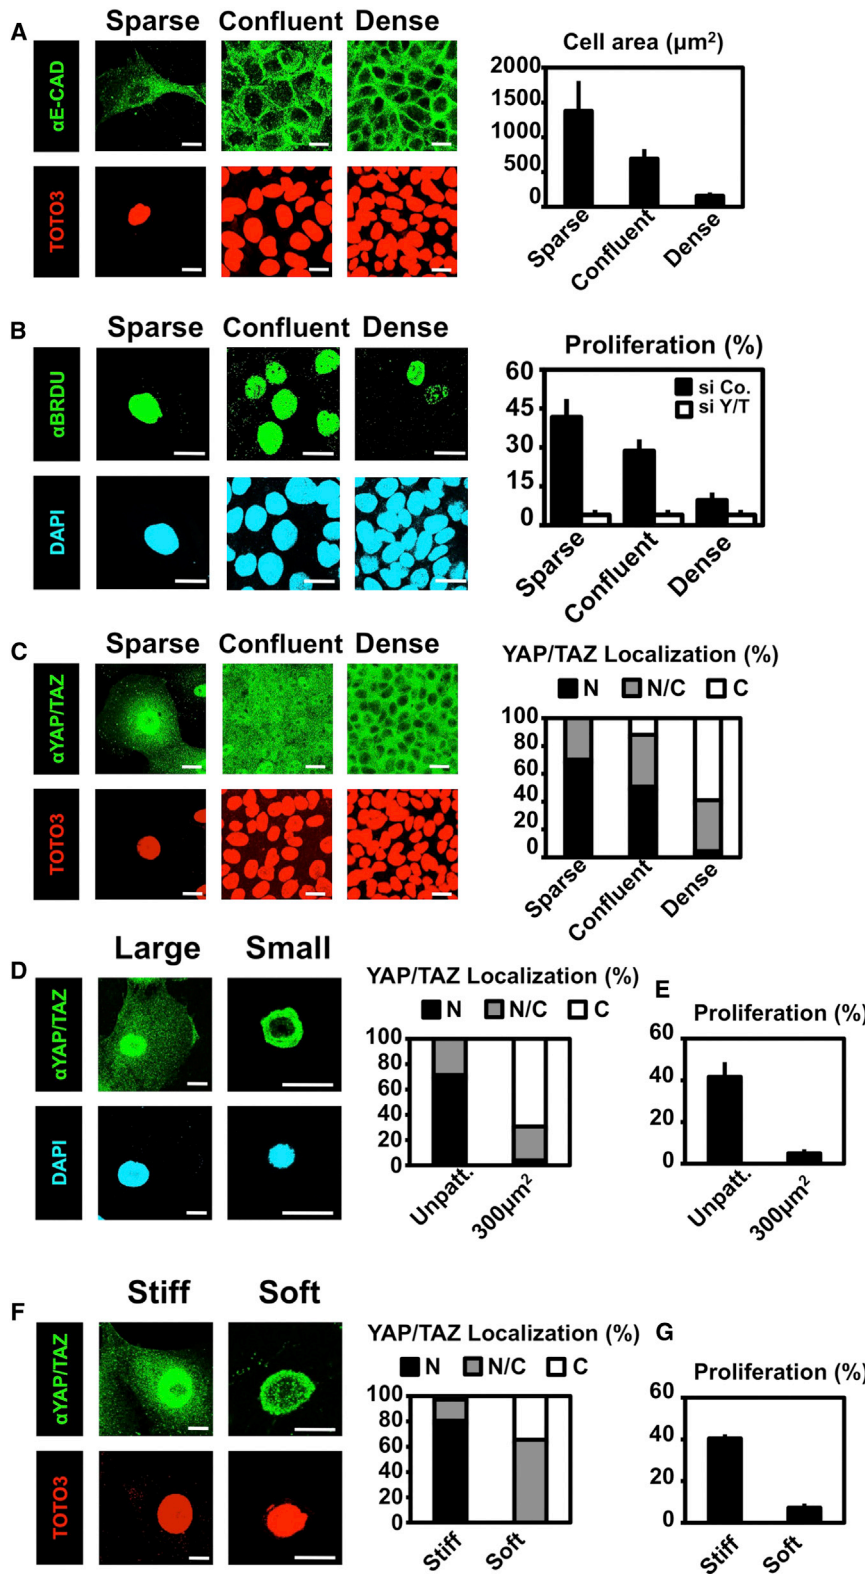 A
Sparse Confluent Dense
αE-CAD
TOTO3
Cell area (µm²)
2000
1500
1000
500
0
Sparse
Confluent
Dense
B
Sparse Confluent Dense
αBRDU
DAPI
Proliferation (%)
si Co.
si Y/T
60
45
30
15
0
Sparse
Confluent
Dense
C
Sparse Confluent Dense
αYAP/TAZ
TOTO3
YAP/TAZ Localization (%)
N N/C C
100
80
60
40
20
0
Sparse
Confluent
Dense
D
Large Small
αYAP/TAZ
DAPI
YAP/TAZ Localization (%)
N N/C C
100
80
60
40
20
0
Unpatt.
300µm²
E
Proliferation (%)
60
40
20
0
Unpatt.
300µm²
F
Stiff Soft
αYAP/TAZ
TOTO3
YAP/TAZ Localization (%)
N N/C C
100
80
60
40
20
0
Stiff
Soft
G
Proliferation (%)
60
40
20
0
Stiff
Soft